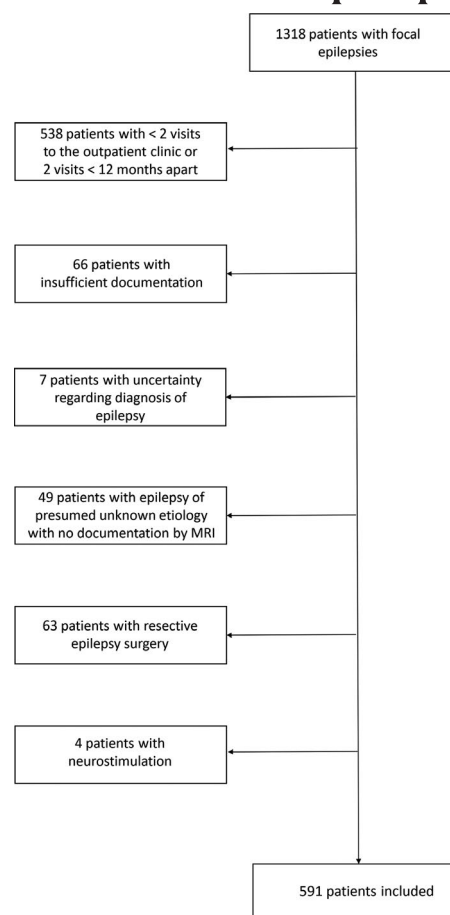 1318 patients with focal
epilepsies
538 patients with < 2 visits
to the outpatient clinic or
2 visits < 12 months apart
66 patients with
insufficient documentation
7 patients with uncertainty
regarding diagnosis of
epilepsy
49 patients with epilepsy of
presumed unknown etiology
with no documentation by MRI
63 patients with resective
epilepsy surgery
4 patients with
neurostimulation
591 patients included